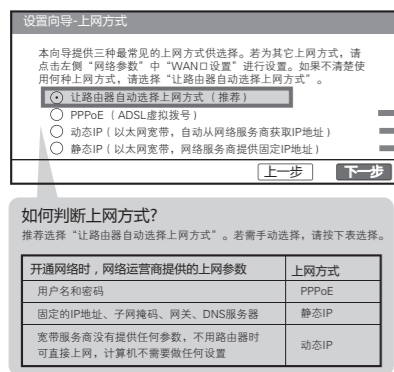 设置向导-上网方式
本向导提供三种最常见的上网方式供选择。若为其它上网方式，请
点击左侧“网络参数”中“WAN口设置”进行设置。如果不清楚使
用何种上网方式，请选择“让路由器自动选择上网方式”。
让路由器自动选择上网方式（推荐）
PPPoE（ADSL虚拟拨号）
动态IP（以太网宽带，自动从网络服务商获取IP地址）
静态IP（以太网宽带，网络服务商提供固定IP地址）
上一步 下一步
如何判断上网方式?
推荐选择“让路由器自动选择上网方式”。若需手动选择，请按下表选择。
开通网络时，网络运营商提供的上网参数 上网方式
用户名和密码 PPPoE
固定的IP地址、子网掩码、网关、DNS服务器 静态IP
宽带服务商没有提供任何参数，不用路由器时
可直接上网，计算机不需要做任何设置 动态IP